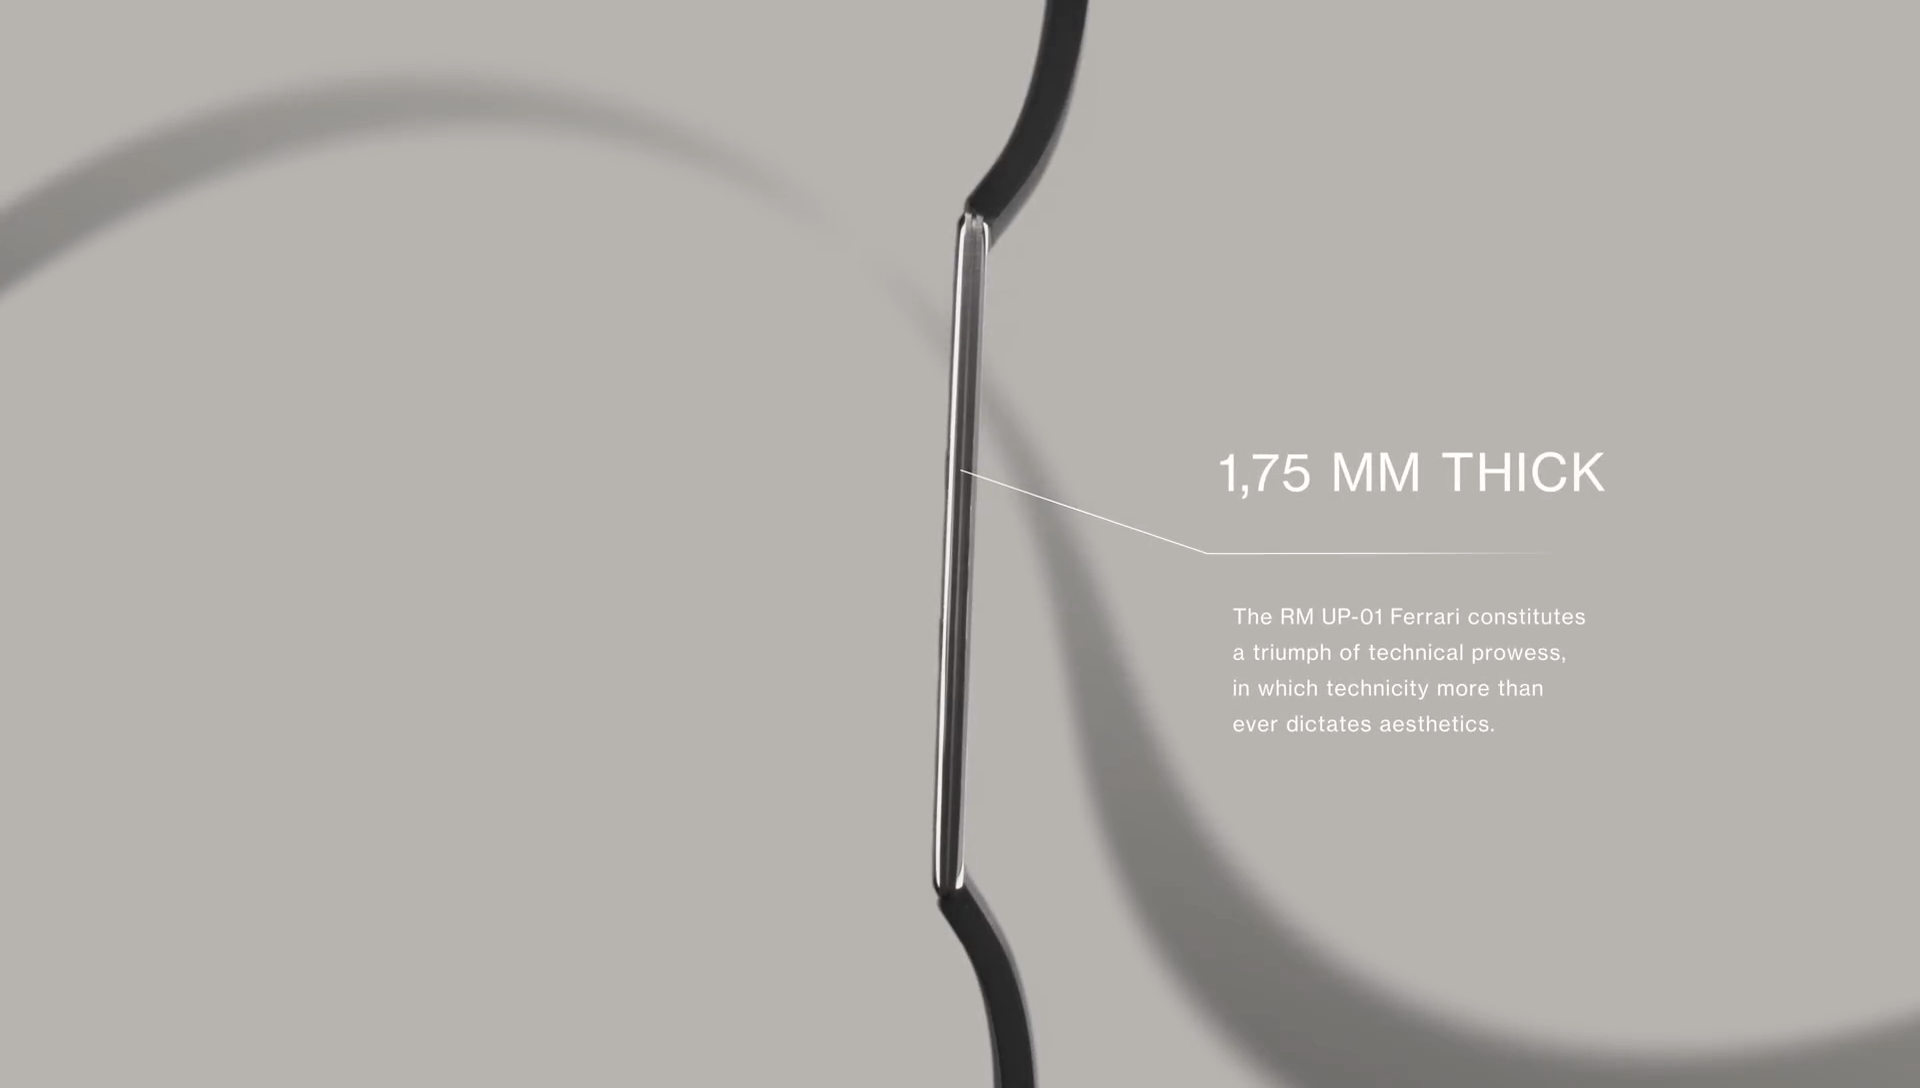 1,75 MM THICK
The RM UP-01 Ferrari constitutes
a triumph of technical prowess,
in which technicity more than
ever dictates aesthetics.